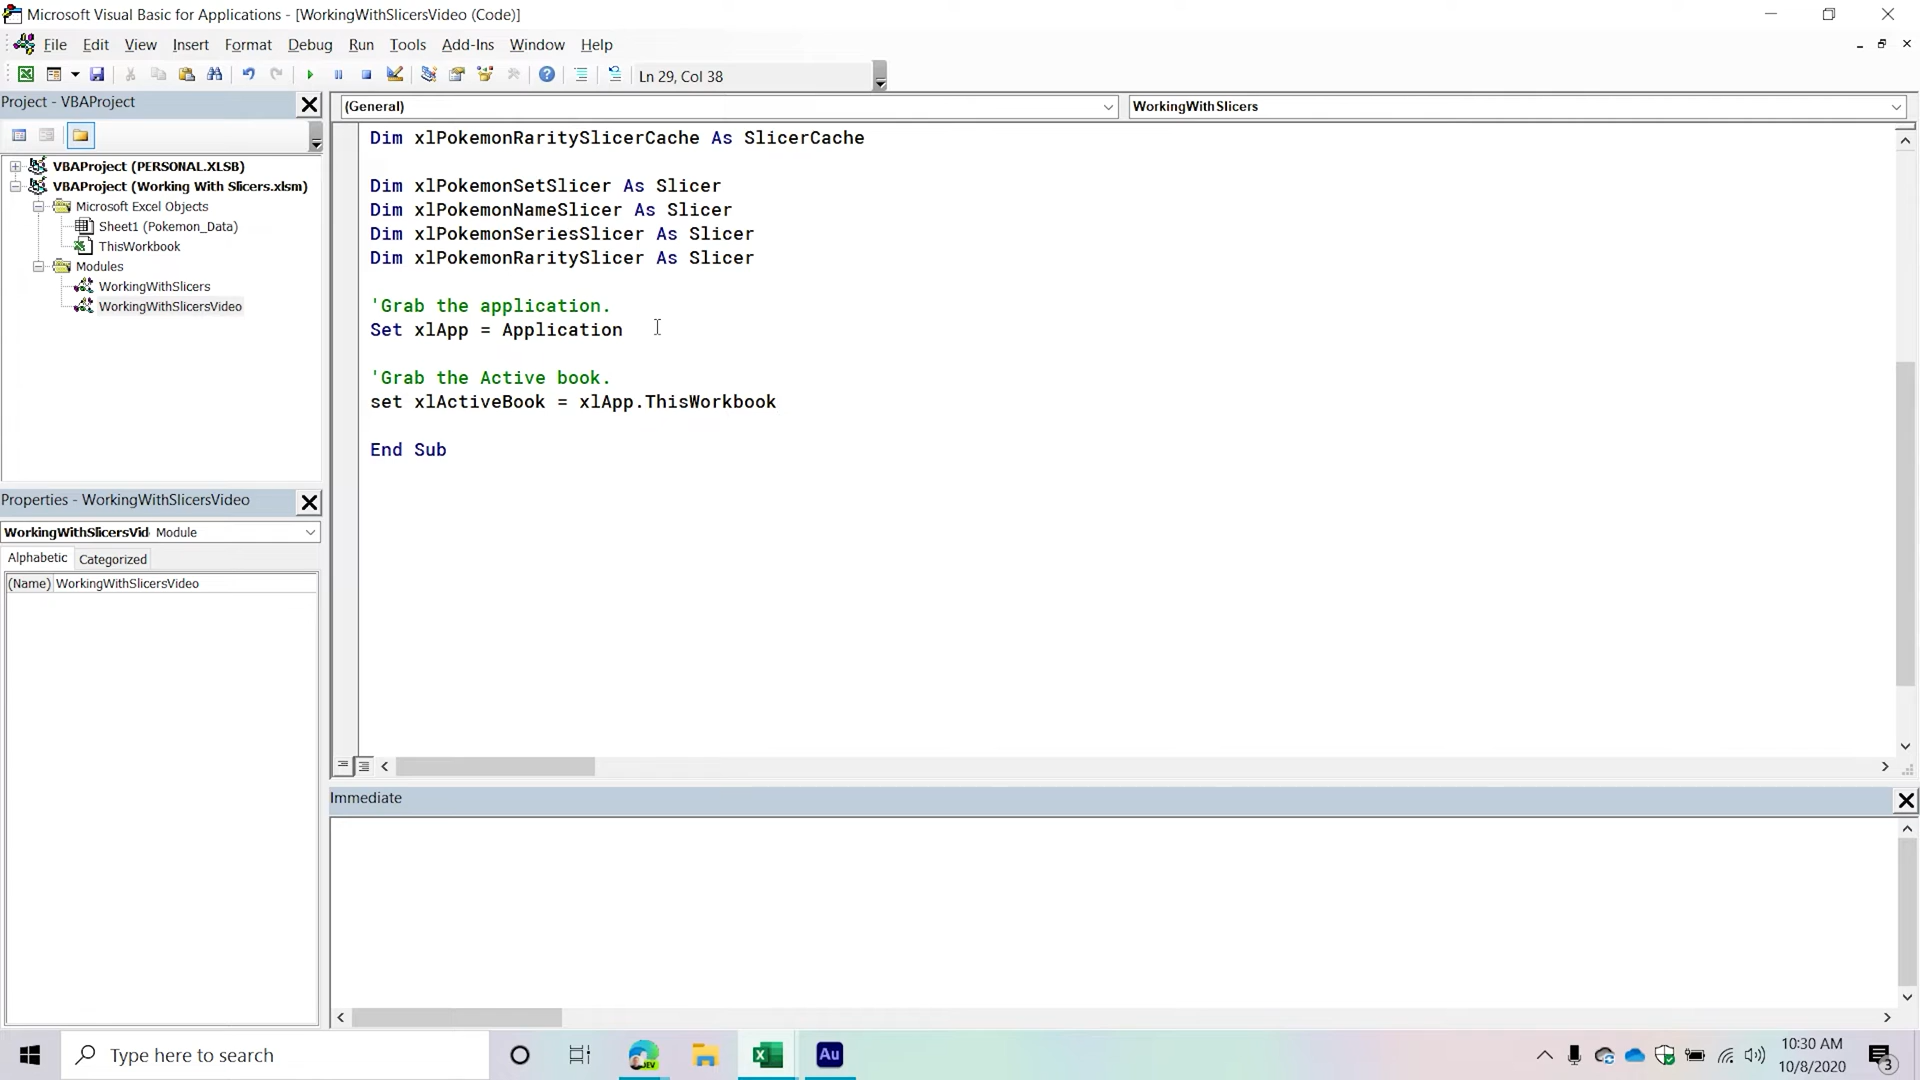 Microsoft Visual Basic for Applications - [WorkingWithSlicersVideo (Code)]
File Edit View Insert Format Debug Run Tools Add-Ins Window Help
Ln 29, Col 38
Project - VBAProject
(General)
WorkingWithSlicers
VBAProject (PERSONAL.XLSB)
VBAProject (Working With Slicers.xlsm)
Microsoft Excel Objects
Sheet1 (Pokemon_Data)
ThisWorkbook
Modules
WorkingWithSlicers
WorkingWithSlicersVideo
Dim xlPokemonRaritySlicerCache As SlicerCache
Dim xlPokemonSetSlicer As Slicer
Dim xlPokemonNameSlicer As Slicer
Dim xlPokemonSeriesSlicer As Slicer
Dim xlPokemonRaritySlicer As Slicer
'Grab the application.
Set xlApp = Application
'Grab the Active book.
set xlActiveBook = xlApp.ThisWorkbook
End Sub
Properties - WorkingWithSlicersVideo
WorkingWithSlicersVid Module
Alphabetic Categorized
(Name) WorkingWithSlicersVideo
Immediate
Type here to search
DEV
Au
10:30 AM
10/8/2020
3